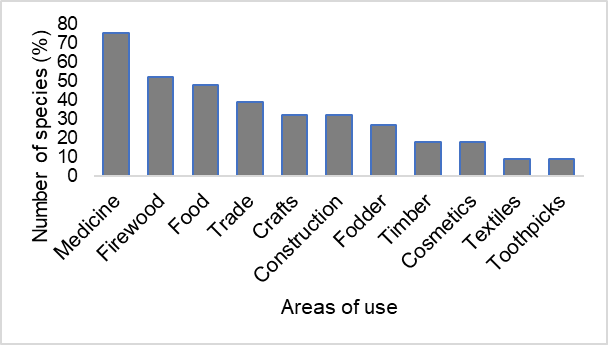 Number of species (%)
80
70
60
50
40
30
20
10
0
Medicine
Firewood
Food
Trade
Crafts
Construction
Fodder
Timber
Cosmetics
Textiles
Toothpicks
Areas of use